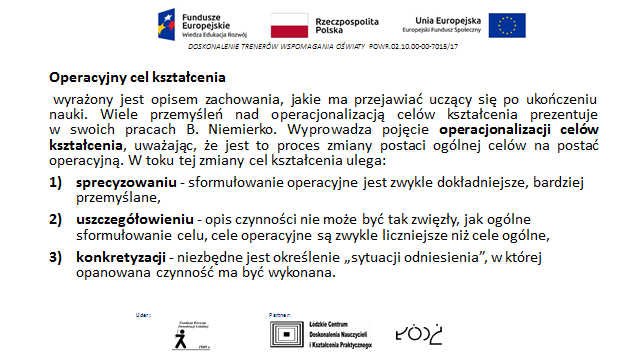 Fundusze
Europejskie
Wiedza Edukacja Rozwój
Rzeczpospolita
Polska
Unia Europejska
Europejski Fundusz Społeczny
DOSKONALENIE TRENERÓW WSPOMAGANIA OŚWIATY POWR.02.10.00-00-7015/17
Operacyjny cel kształcenia
wyrażony jest opisem zachowania, jakie ma przejawiać uczący się po ukończeniu
nauki. Wiele przemyśleń nad operacjonalizacją celów kształcenia prezentuje
w swoich pracach B. Niemierko. Wyprowadza pojęcie operacjonalizacji celów
kształcenia, uważając, że jest to proces zmiany postaci ogólnej celów na postać
operacyjną. W toku tej zmiany cel kształcenia ulega:
1) sprecyzowaniu - sformułowanie operacyjne jest zwykle dokładniejsze, bardziej
przemyślane,
2) uszczegółowieniu - opis czynności nie może być tak zwięzły, jak ogólne
sformułowanie celu, cele operacyjne są zwykle liczniejsze niż cele ogólne,
3) konkretyzacji - niezbędne jest określenie „sytuacji odniesienia”, w której
opanowana czynność ma być wykonana.
Lider:
Partner:
Fundacja Rozwoju
Demokracji Lokalnej
Łódzkie Centrum
Doskonalenia Nauczycieli
i Kształcenia Praktycznego